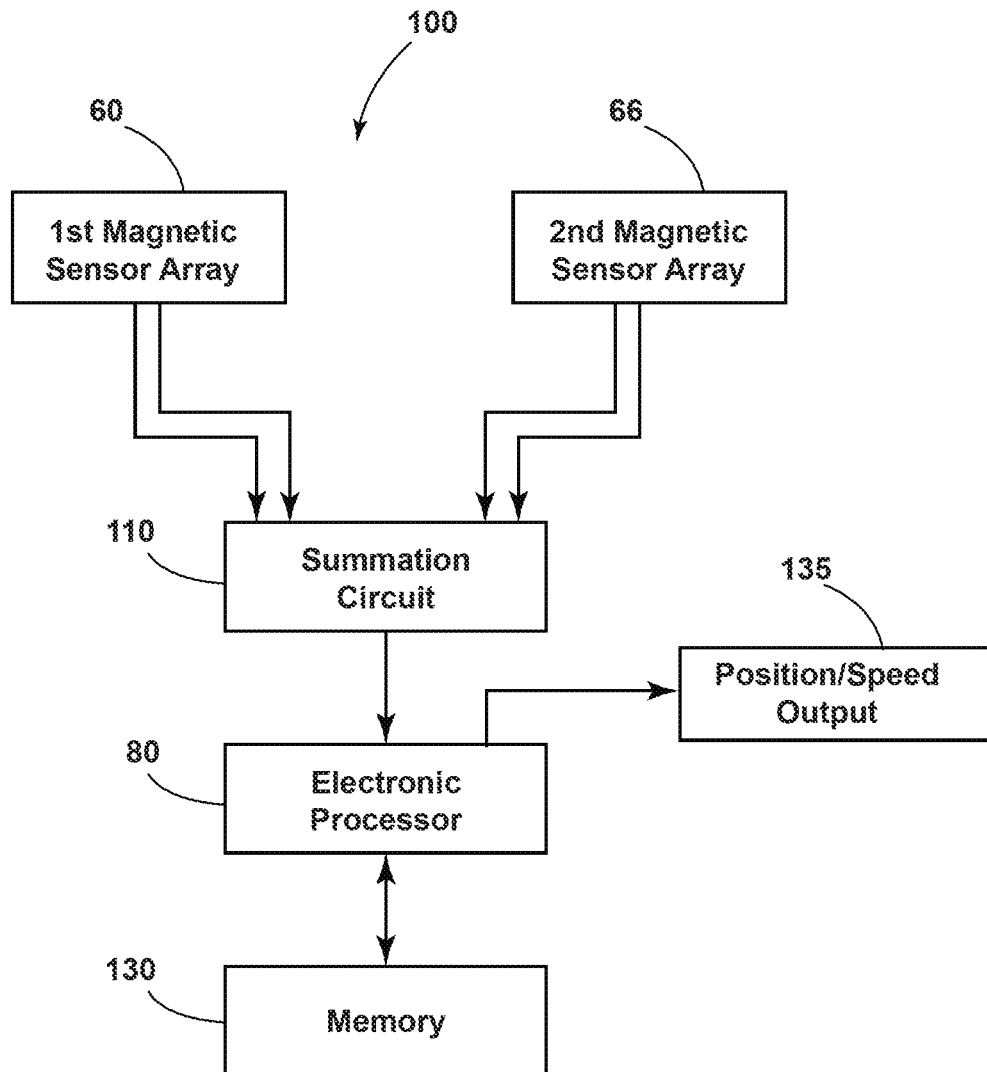 100
60
66
1st Magnetic
Sensor Array
2nd Magnetic
Sensor Array
110
Summation
Circuit
135
Position/Speed
Output
80
Electronic
Processor
130
Memory